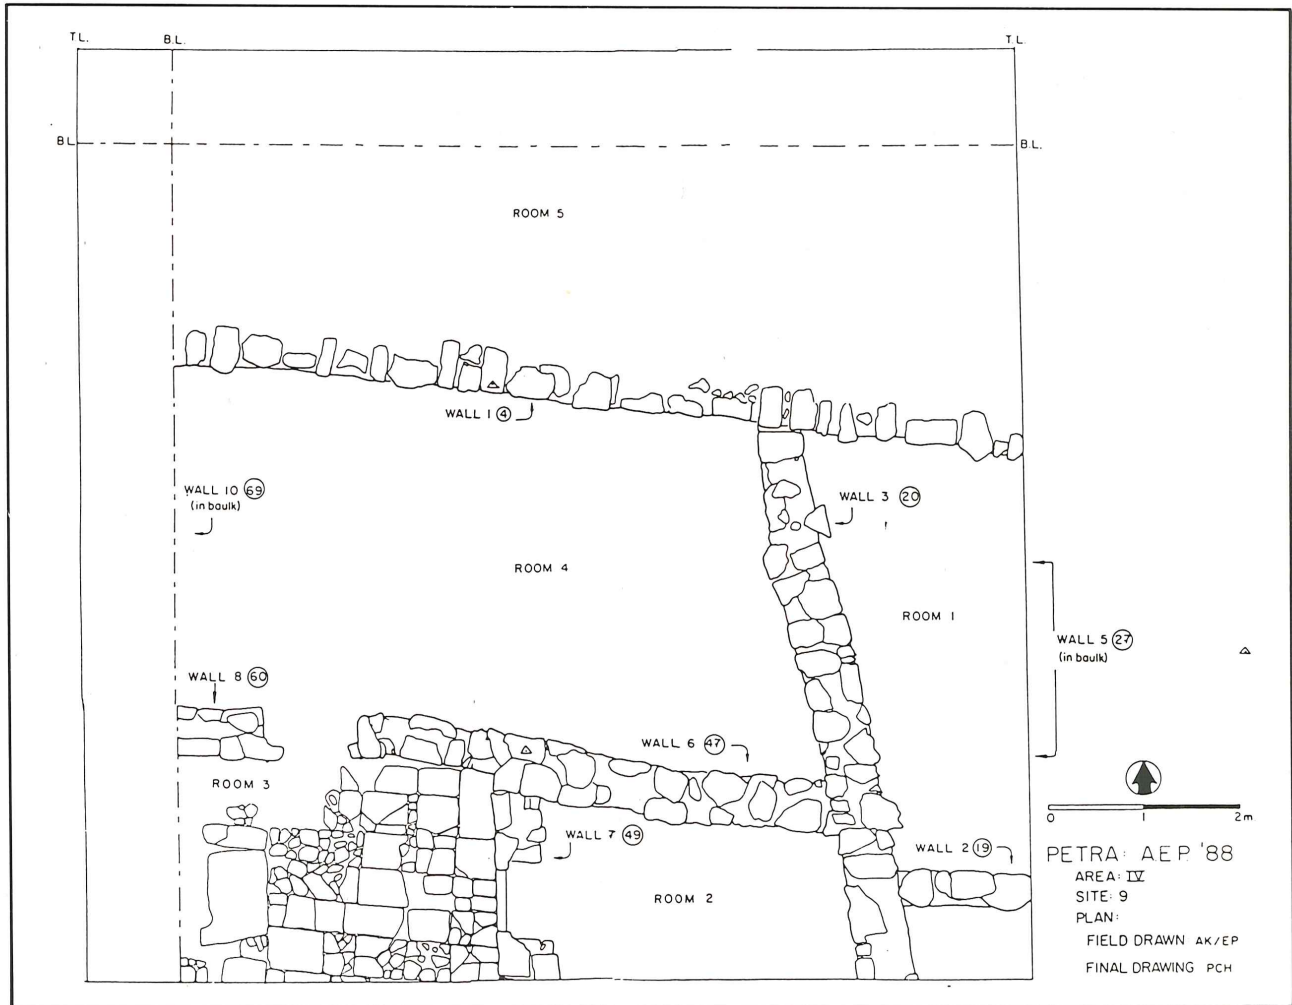 T.L. B.L. T.L.
B.L. B.L.
ROOM 5
WALL 1 4
WALL 10 69
(in baulk)
WALL 3 20
ROOM 4
ROOM 1
WALL 5 27
(in baulk)
WALL 8 60
WALL 6 47
ROOM 3
0 1 2m
WALL 7 49
WALL 2 19
PETRA: A.E.P. '88
AREA: IV
ROOM 2
SITE: 9
PLAN:
FIELD DRAWN AK/EP
FINAL DRAWING PCH